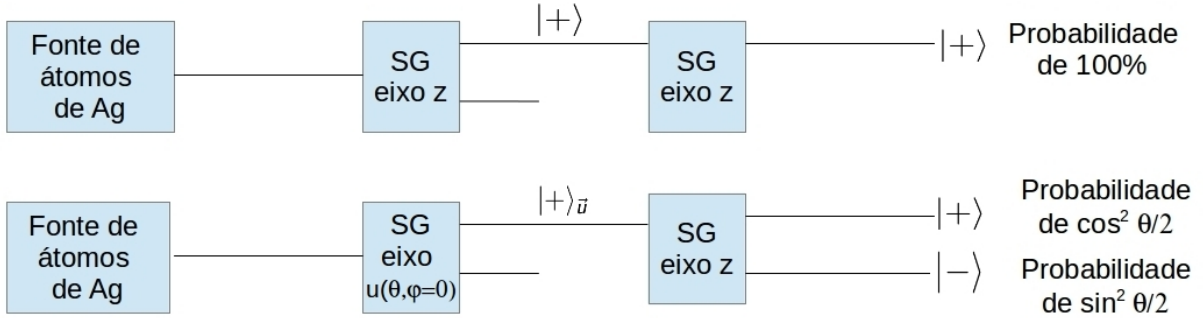 Fonte de
átomos
de Ag
SG
eixo z
|+⟩
SG
eixo z
|+⟩
Probabilidade
de 100%
Fonte de
átomos
de Ag
SG
eixo
u(θ,φ=0)
|+⟩u⃗
SG
eixo z
|+⟩
Probabilidade
de cos² θ/2
|−⟩
Probabilidade
de sin² θ/2